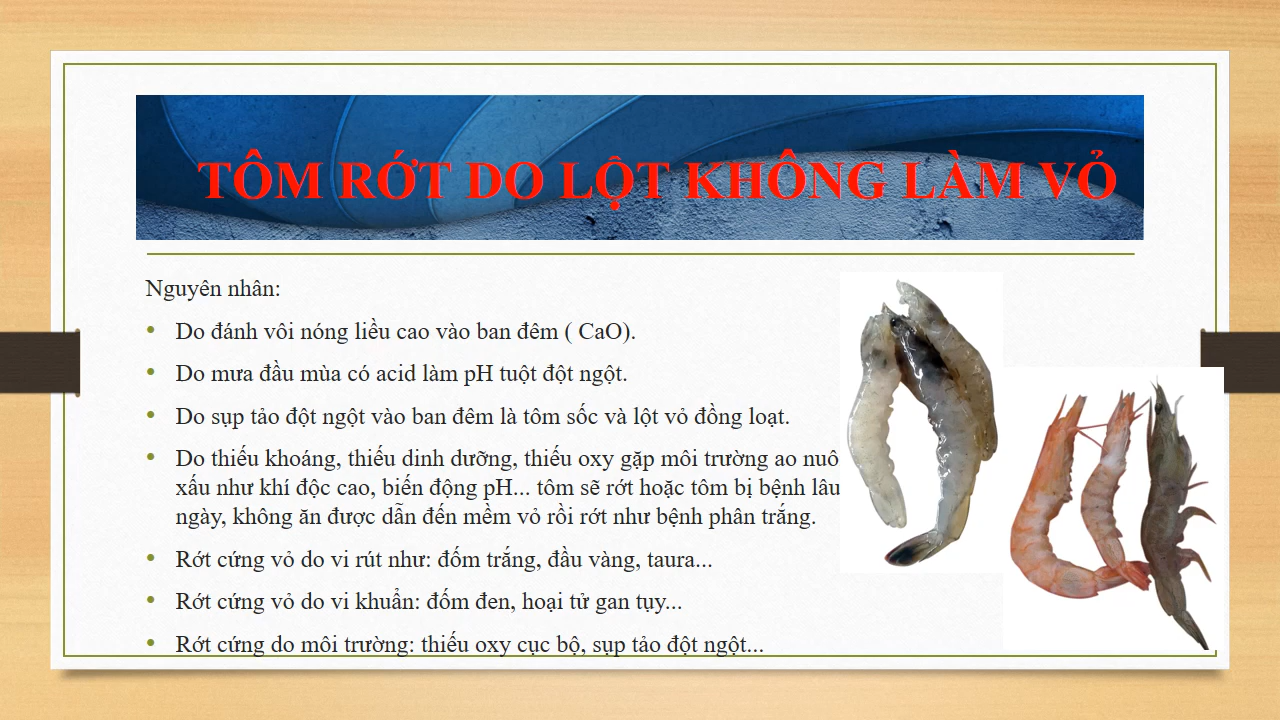 TÔM RỚT DO LỘT KHÔNG LÀM VỎ
Nguyên nhân:
• Do đánh vôi nóng liều cao vào ban đêm ( CaO).
• Do mưa đầu mùa có acid làm pH tuột đột ngột.
• Do sụp tảo đột ngột vào ban đêm là tôm sốc và lột vỏ đồng loạt.
• Do thiếu khoáng, thiếu dinh dưỡng, thiếu oxy gặp môi trường ao nuô
xấu như khí độc cao, biến động pH... tôm sẽ rớt hoặc tôm bị bệnh lâu
ngày, không ăn được dẫn đến mềm vỏ rồi rớt như bệnh phân trắng.
• Rớt cứng vỏ do vi rút như: đốm trắng, đầu vàng, taura...
• Rớt cứng vỏ do vi khuẩn: đốm đen, hoại tử gan tụy...
• Rớt cứng do môi trường: thiếu oxy cục bộ, sụp tảo đột ngột...